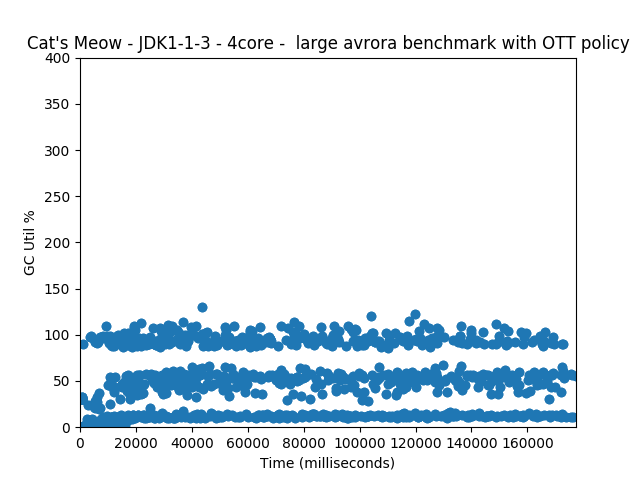 Cat's Meow - JDK1-1-3 - 4core -  large avrora benchmark with OTT policy
400
350
300
250
200
150
100
50
0
GC Util %
0 20000 40000 60000 80000 100000 120000 140000 160000
Time (milliseconds)